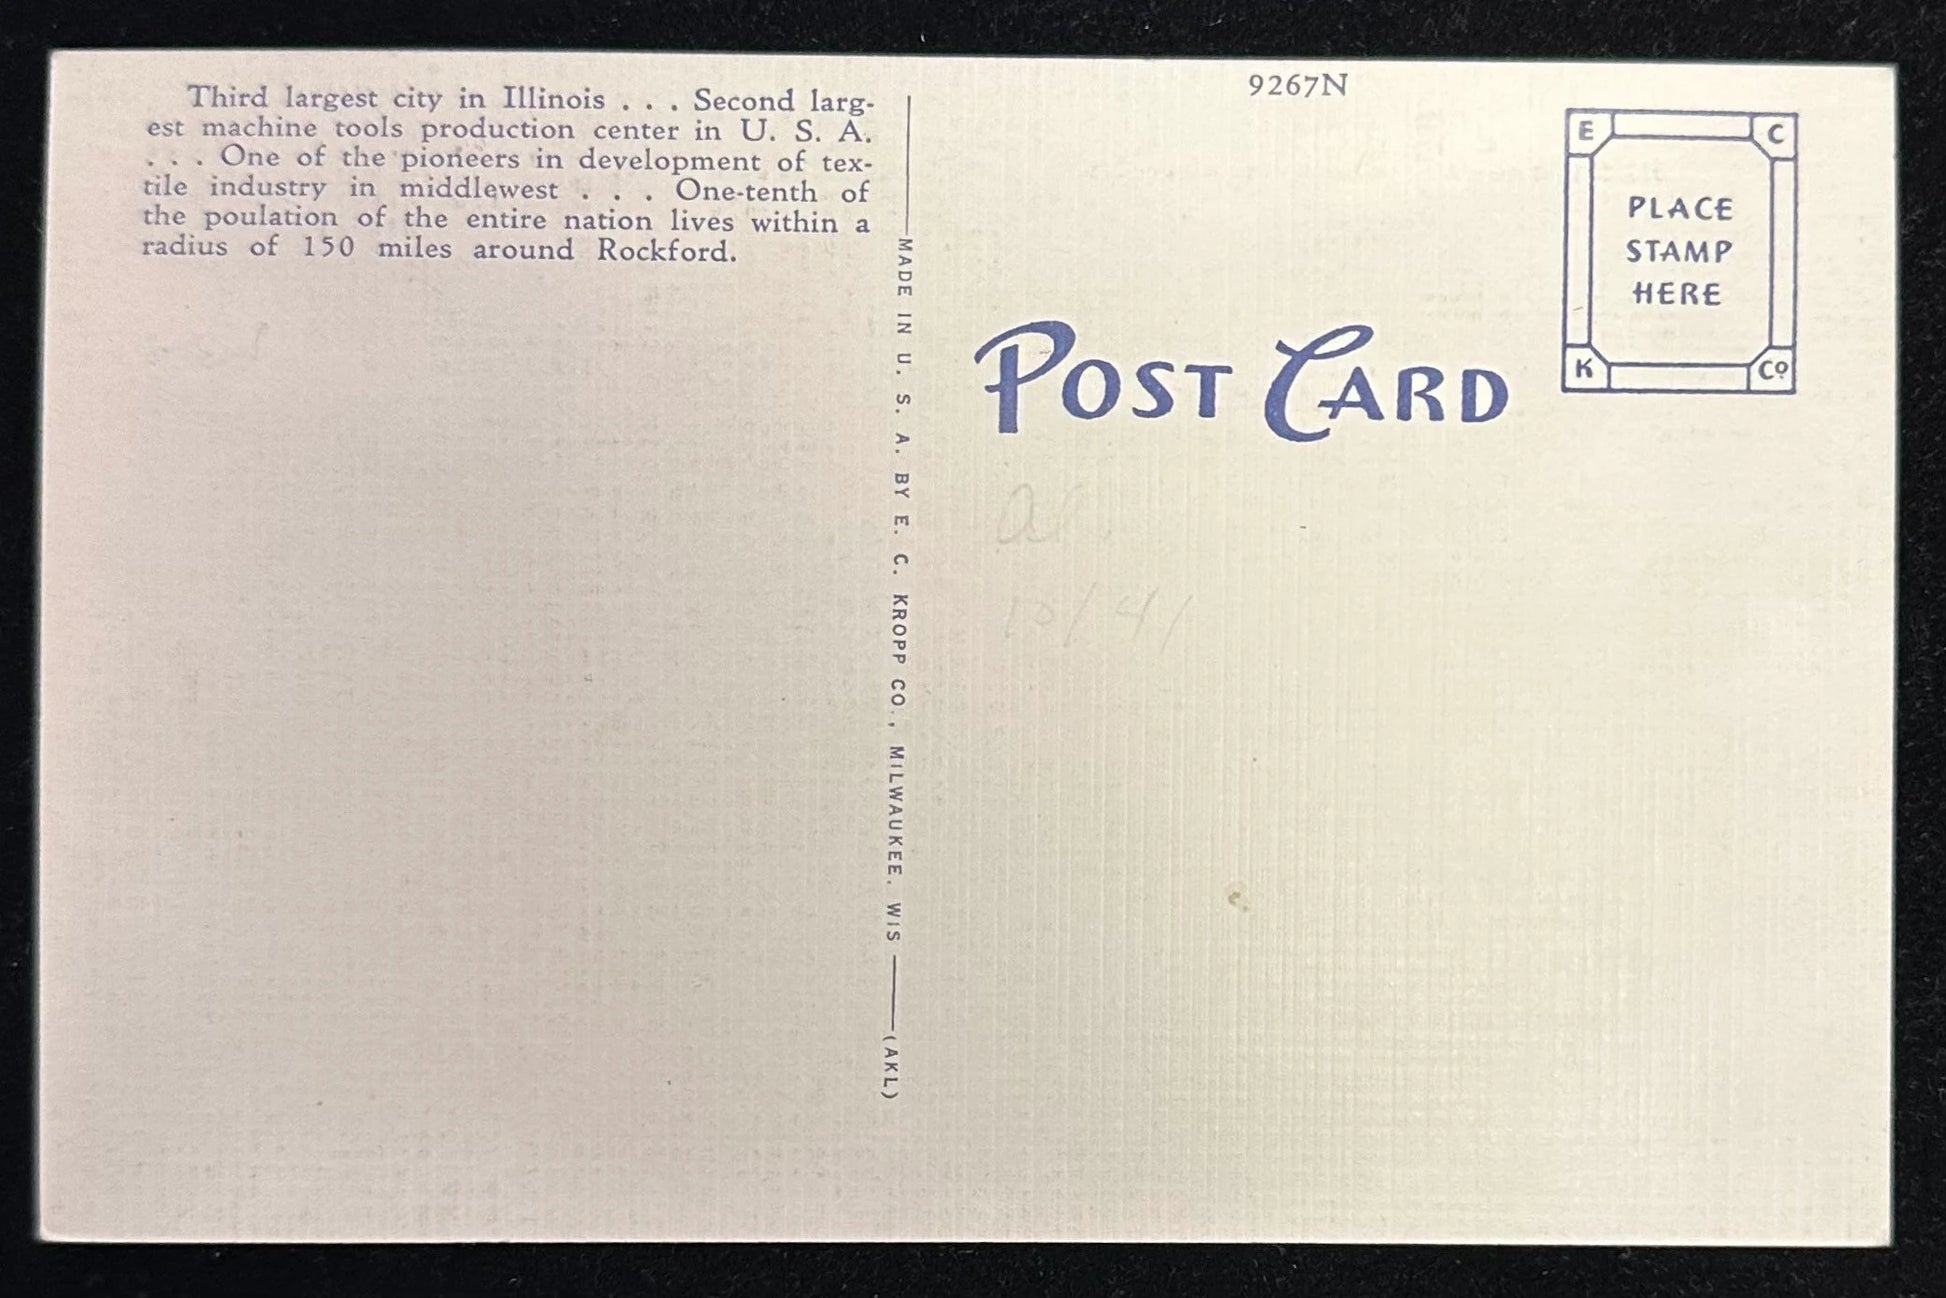 Third largest city in Illinois . . . Second larg-
est machine tools production center in U. S. A.
. . . One of the pioneers in development of tex-
tile industry in middlewest . . . One-tenth of
the poulation of the entire nation lives within a
radius of 150 miles around Rockford.
MADE IN U. S. A. BY E. C. KROPP CO., MILWAUKEE, WIS
(AKL)
9267N
E C
PLACE
STAMP
HERE
K Co
POST CARD
10/41